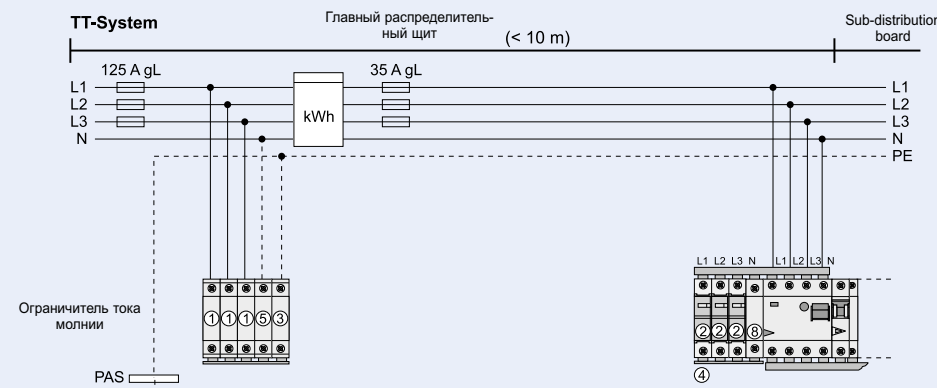 TT-System
Главный распределитель-
ный щит
(< 10 m)
Sub-distribution
board
125 A gL
35 A gL
L1
L2
L3
N
kWh
L1
L2
L3
N
PE
L1 L2 L3 N
L1 L2 L3 N
Ограничитель тока
молнии
1 1 1 5 3
2 2 2 8
4
PAS